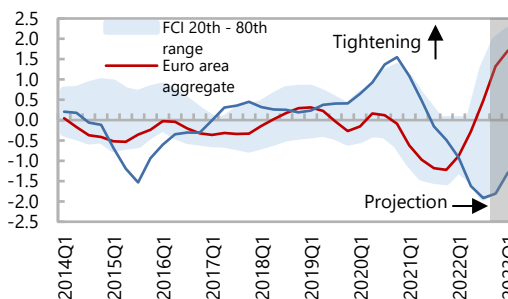 2.5
2.0
1.5
1.0
0.5
0.0
-0.5
-1.0
-1.5
-2.0
-2.5
FCI 20th - 80th
range
Euro area
aggregate
Tightening
Projection
2014Q1
2015Q1
2016Q1
2017Q1
2018Q1
2019Q1
2020Q1
2021Q1
2022Q1
2023Q1